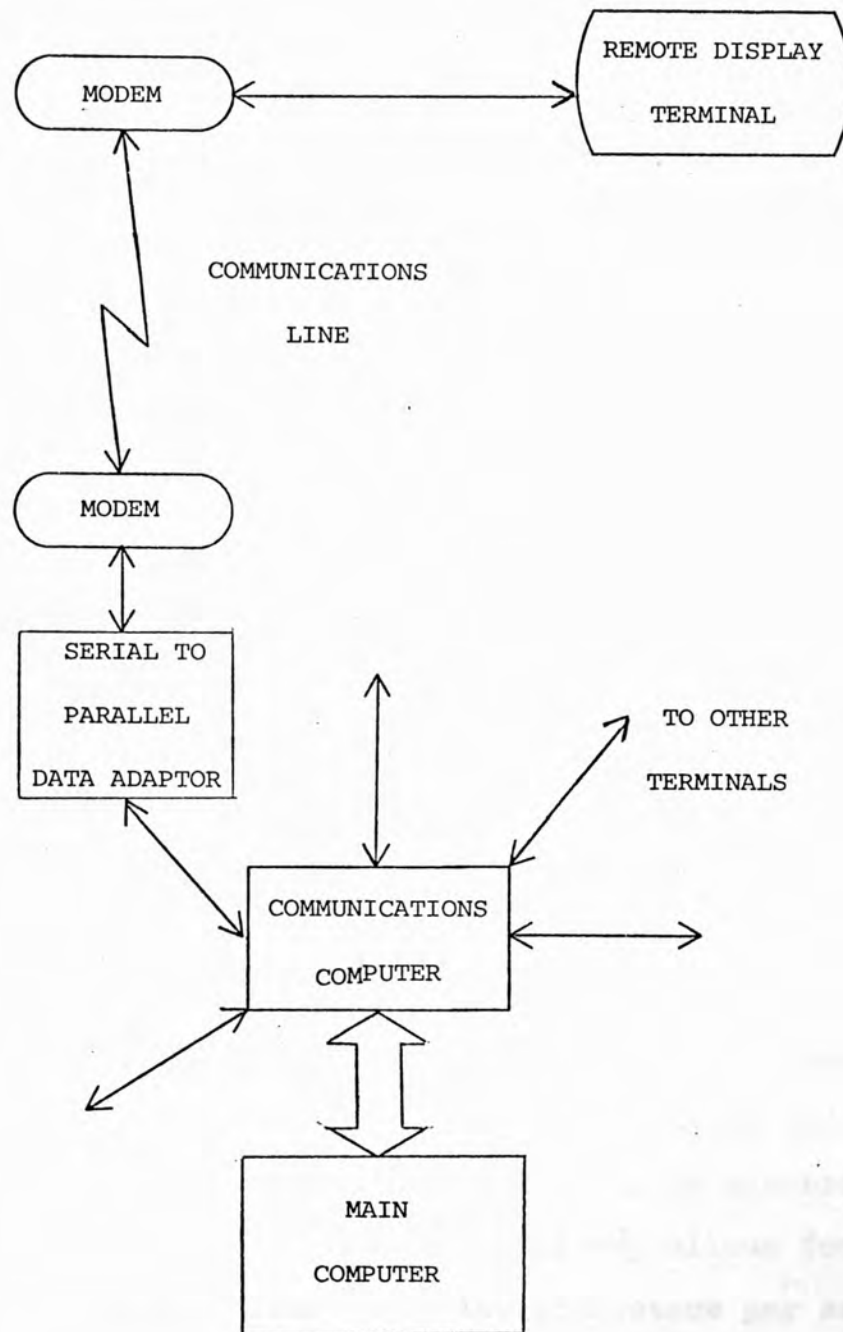 REMOTE DISPLAY
TERMINAL
MODEM
COMMUNICATIONS
LINE
MODEM
SERIAL TO
PARALLEL
DATA ADAPTOR
TO OTHER
TERMINALS
COMMUNICATIONS
COMPUTER
MAIN
COMPUTER